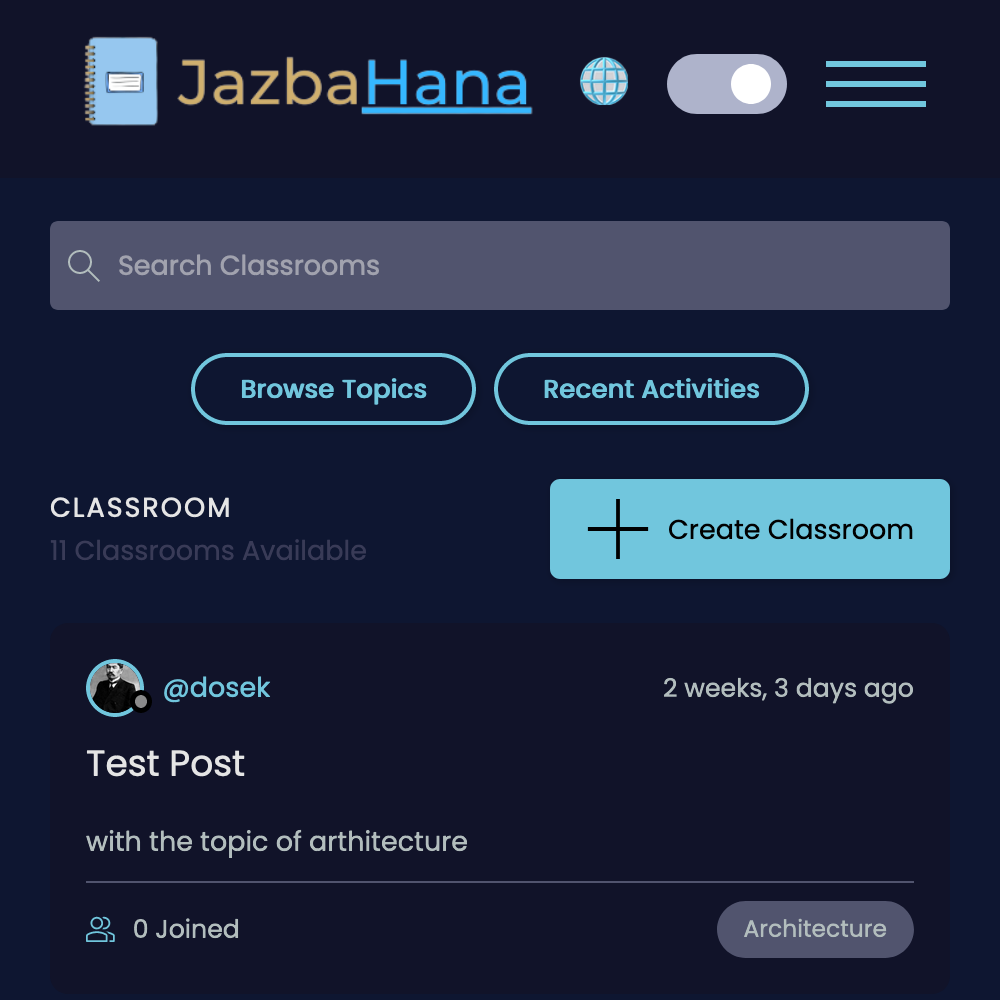 JazbaHana
Search Classrooms
Browse Topics
Recent Activities
CLASSROOM
11 Classrooms Available
Create Classroom
@dosek
2 weeks, 3 days ago
Test Post
with the topic of arthitecture
0 Joined
Architecture